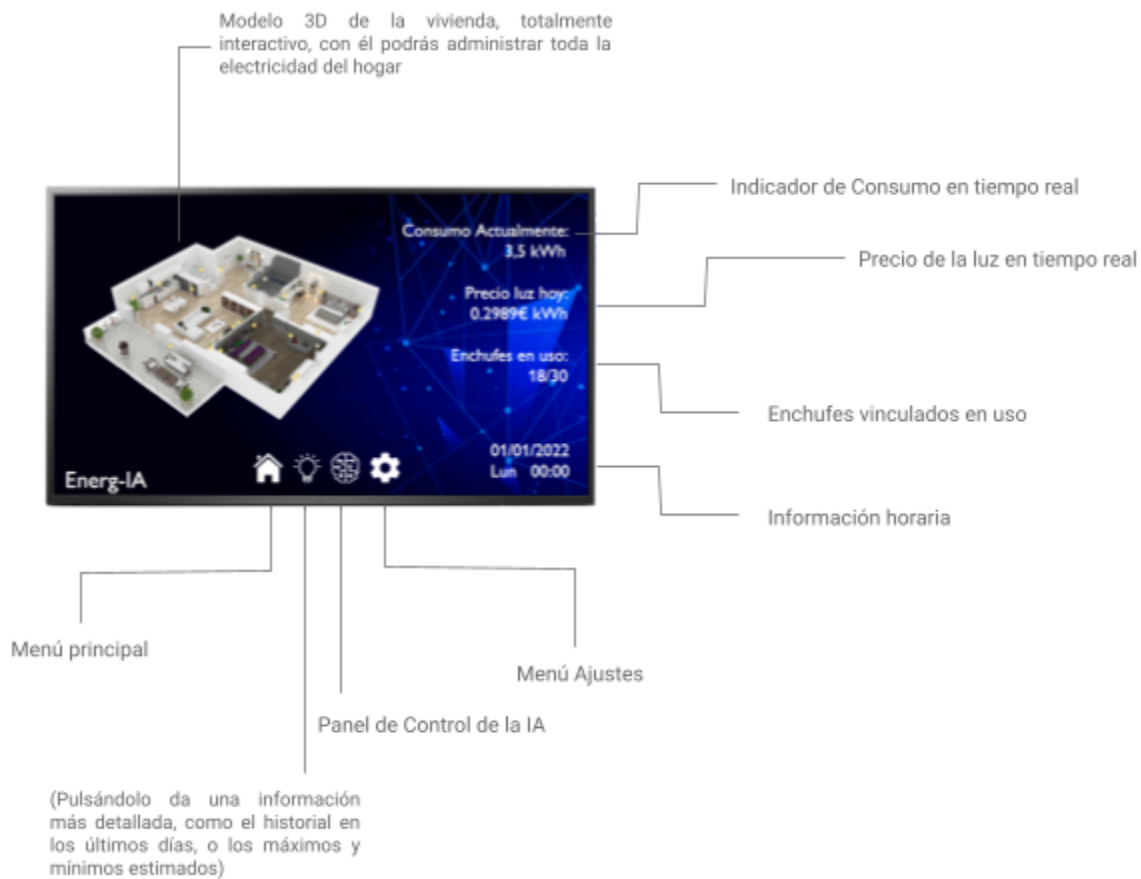 Modelo 3D de la vivienda, totalmente
interactivo, con él podrás administrar toda la
electricidad del hogar
Indicador de Consumo en tiempo real
Consumo Actualmente:
3,5 kWh
Precio de la luz en tiempo real
Precio luz hoy:
0.2989€ kWh
Enchufes en uso:
18/30
Enchufes vinculados en uso
01/01/2022
Lun 00:00
Energ-IA
Información horaria
Menú principal
Menú Ajustes
Panel de Control de la IA
(Pulsándolo da una información
más detallada, como el historial en
los últimos días, o los máximos y
mínimos estimados)